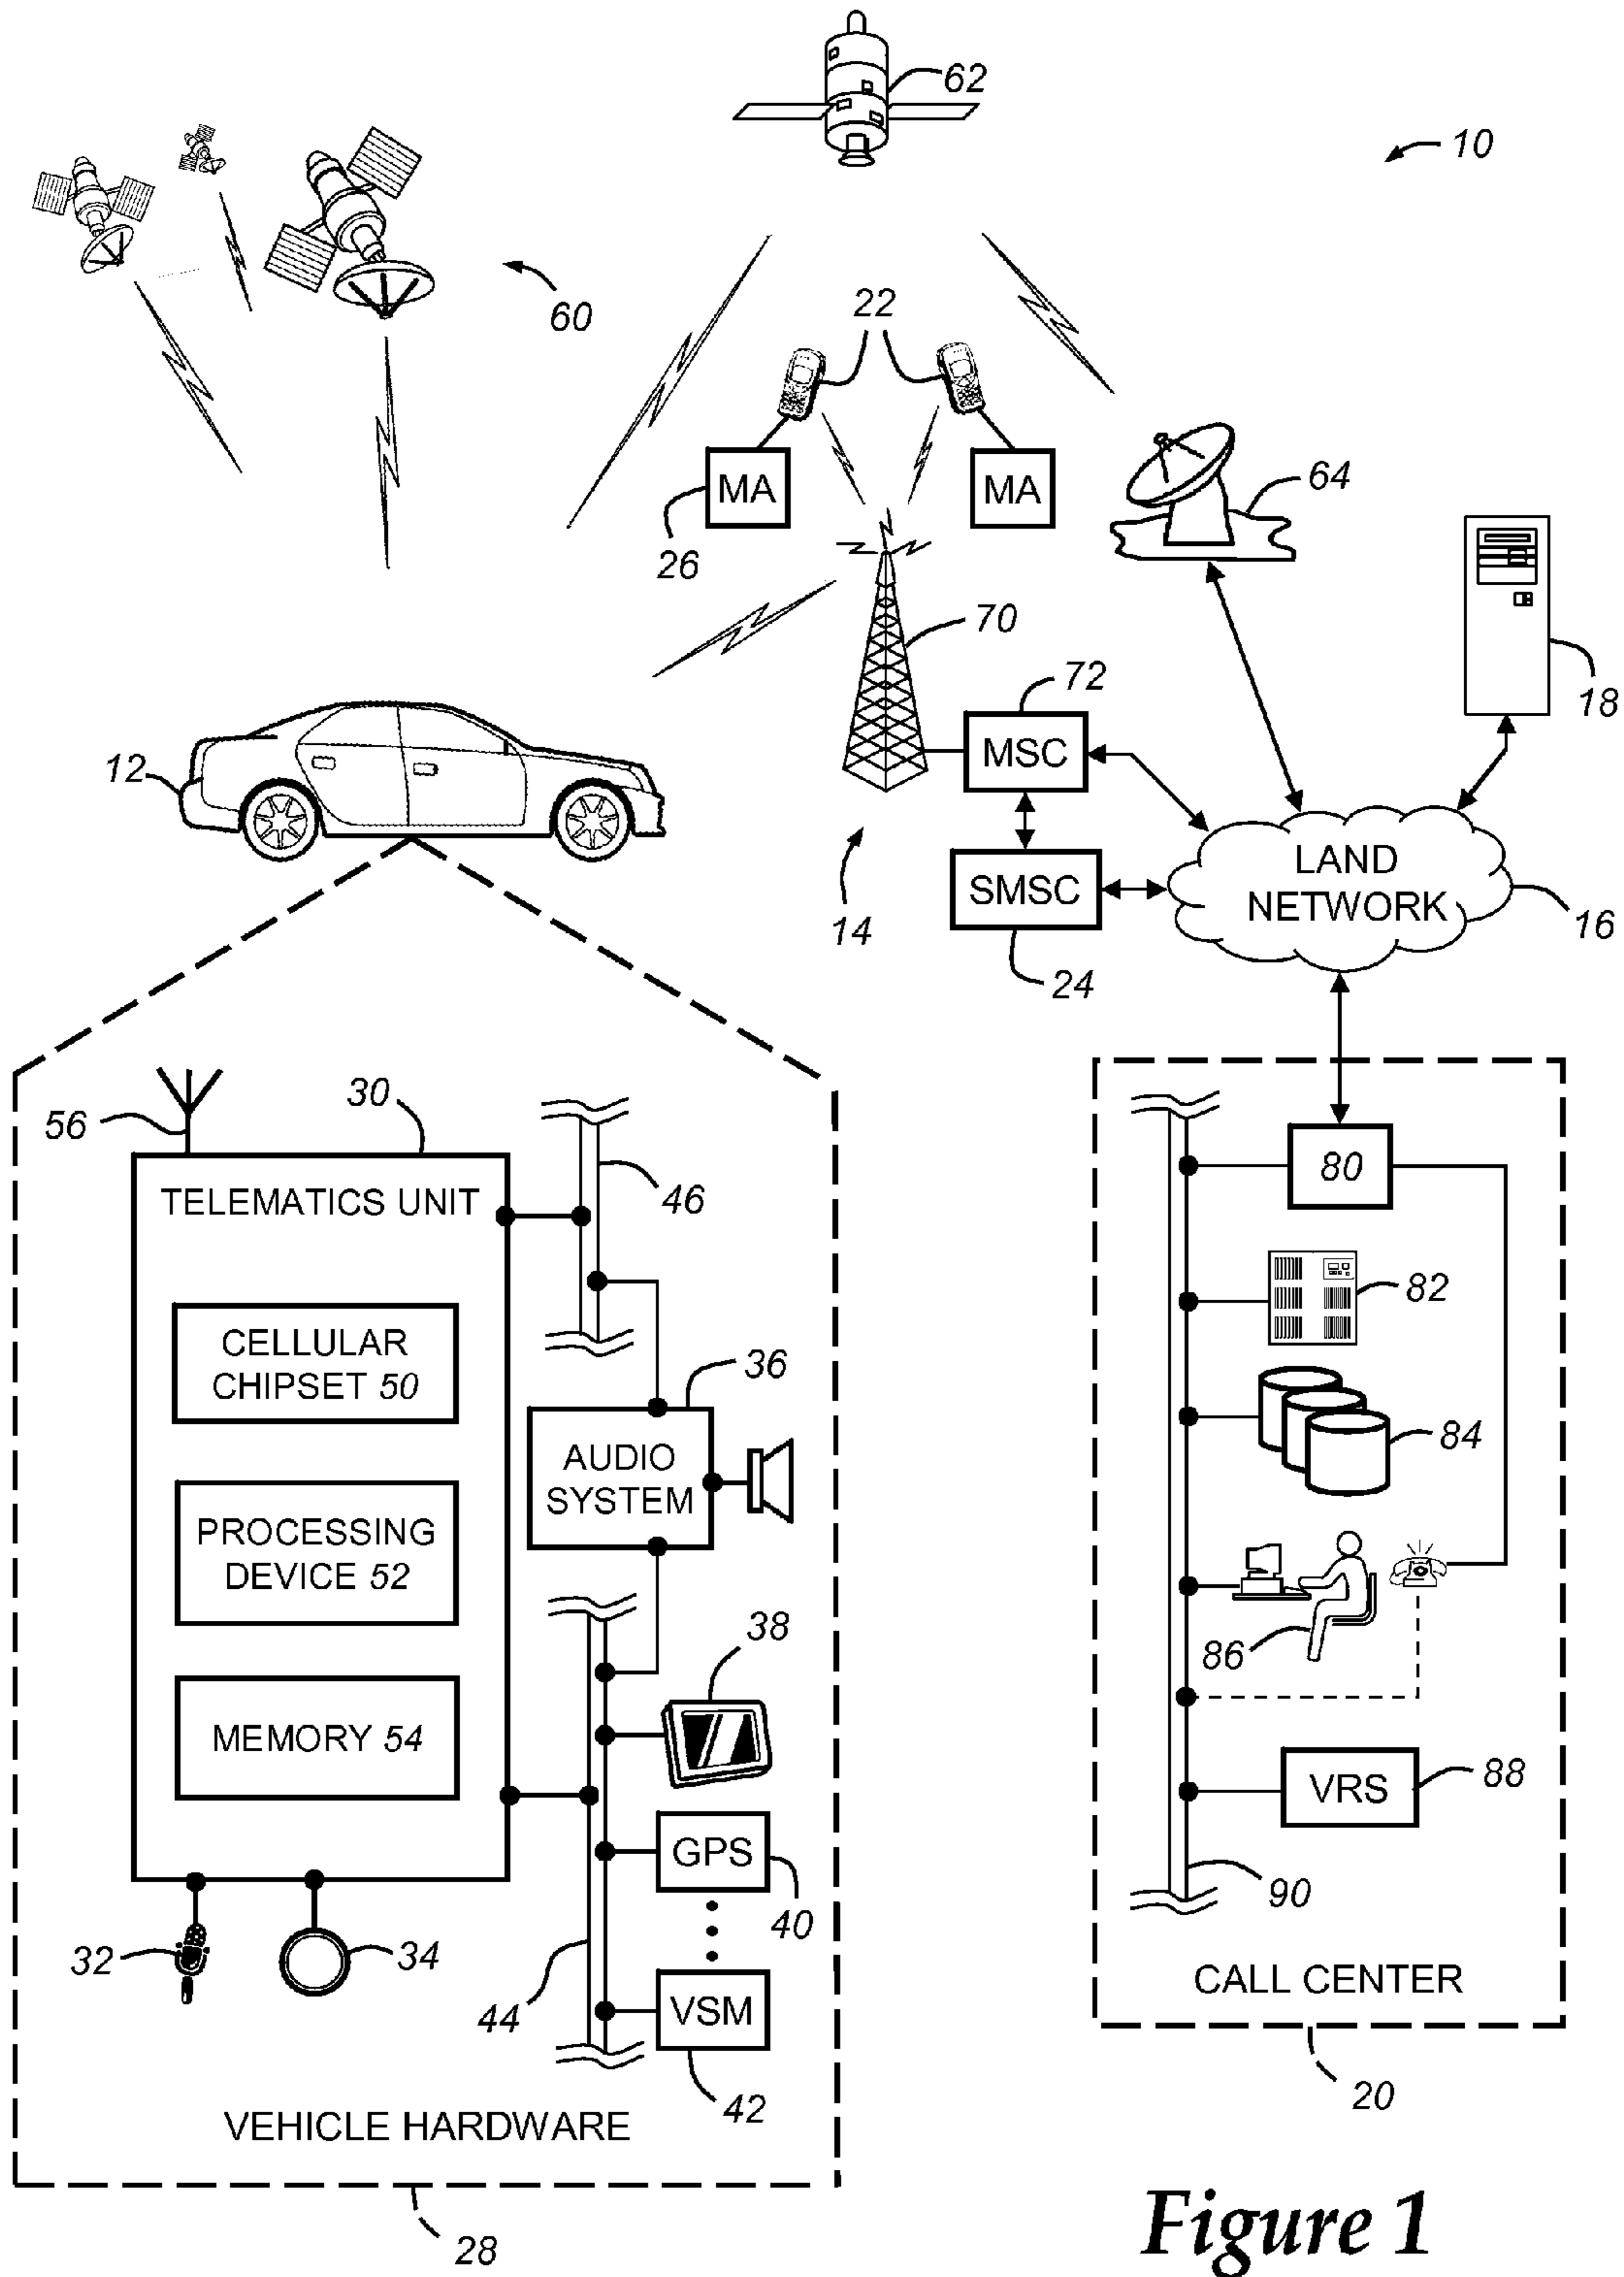 62
10
60
22
MA
MA
26
64
70
72
18
MSC
12
LAND
NETWORK
SMSC
14
16
24
30
56
TELEMATICS UNIT
46
80
CELLULAR
CHIPSET 50
82
36
AUDIO
SYSTEM
84
PROCESSING
DEVICE 52
38
86
MEMORY 54
VRS
88
GPS
40
90
32
34
44
VSM
CALL CENTER
42
20
VEHICLE HARDWARE
28
Figure 1